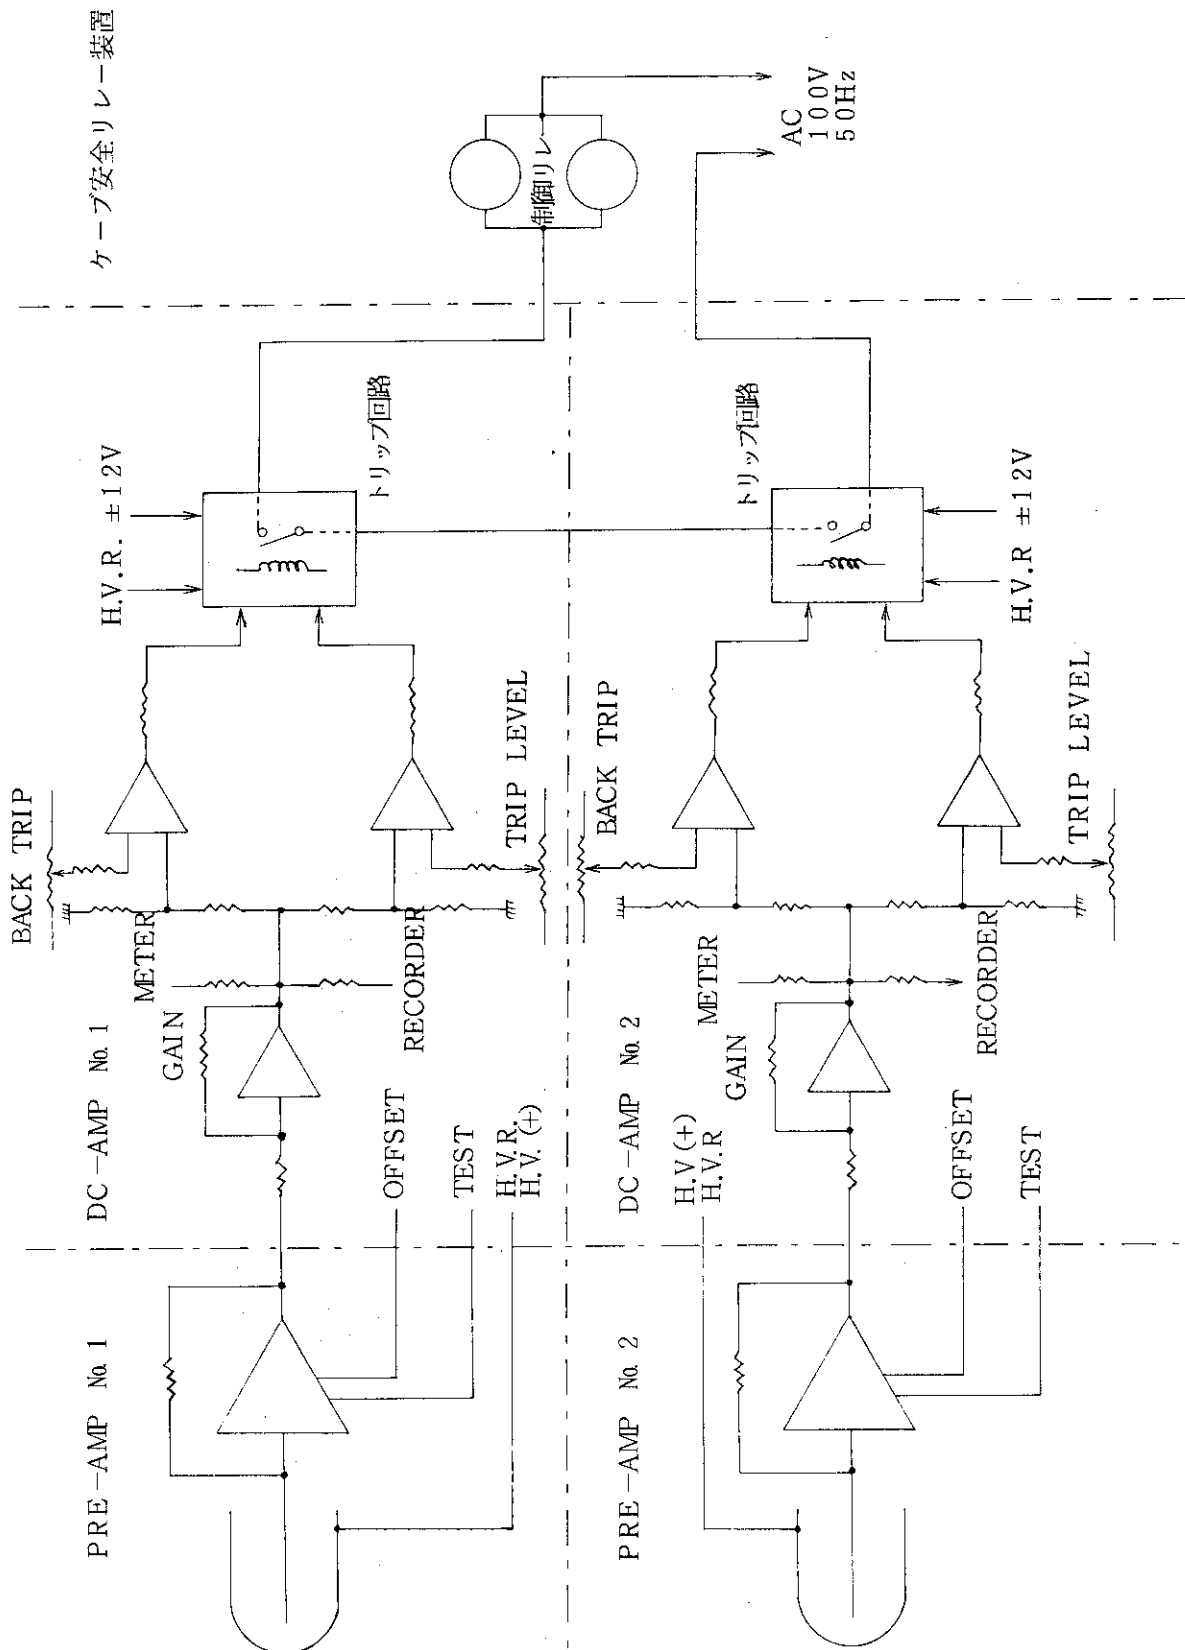 ケーブ安全リレー装置
制御リレ
AC
100V
50Hz
H.V.R. ±12V
トリップ回路
BACK TRIP
TRIP LEVEL
METER
RECORDER
GAIN
DC-AMP No.1
OFFSET
TEST
H.V.R.
H.V.(+)
PRE-AMP No.1
H.V.R ±12V
トリップ回路
BACK TRIP
TRIP LEVEL
METER
RECORDER
GAIN
DC-AMP No.2
H.V(+)
H.V.R
OFFSET
TEST
PRE-AMP No.2